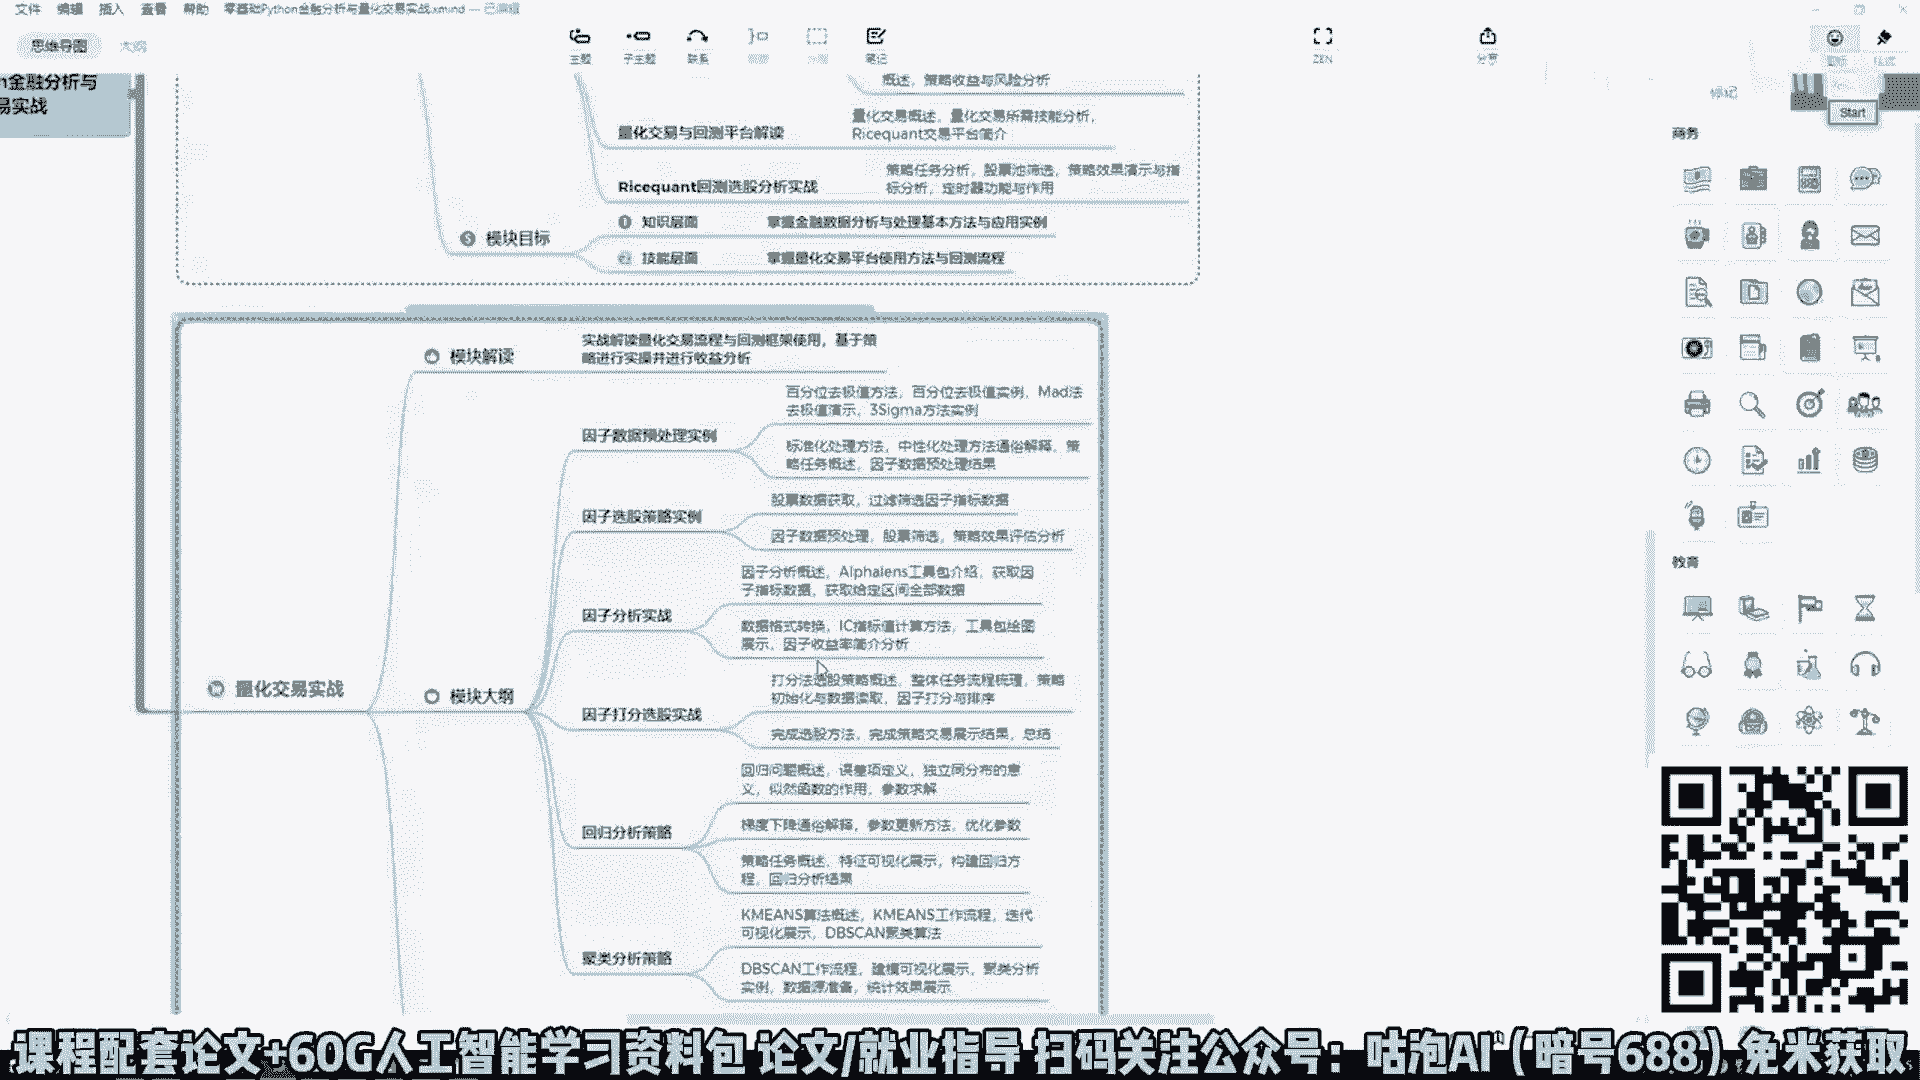 文件 编辑 插入 查看 帮助 零基础Python金融分析与量化交易实战.xmind — 已编辑
思维导图 大纲
主题 子主题 联系 概要 外框 笔记 ZEN 分享
n金融分析与
易实战
概述，策略收益与风险分析
量化交易与回测平台解读
量化交易概述，量化交易所需技能分析，
Ricequant交易平台简介
Ricequant回测选股分析实战
策略任务分析，股票池筛选，策略效果演示与指
标分析，定时器功能与作用
模块目标
知识层面 掌握金融数据分析与处理基本方法与应用实例
技能层面 掌握量化交易平台使用方法与回测流程
量化交易实战
模块解读
实战解读量化交易流程与回测框架使用，基于策
略进行实操并进行收益分析
模块大纲
因子数据预处理实例
百分位去极值方法，百分位去极值实例，Mad法
去极值演示，3Sigma方法实例
标准化处理方法，中性化处理方法通俗解释，策
略任务概述，因子数据预处理结果
因子选股策略实例
股票数据获取，过滤筛选因子指标数据
因子数据预处理，股票筛选，策略效果评估分析
因子分析实战
因子分析概述，Alphalens工具包介绍，获取因
子指标数据，获取给定区间全部数据
数据格式转换，IC指标值计算方法，工具包绘图
展示，因子收益率简介分析
因子打分选股实战
打分法选股策略概述，整体任务流程梳理，策略
初始化与数据读取，因子打分与排序
完成选股方法，完成策略交易展示结果，总结
回归分析策略
回归问题概述，误差项定义，独立同分布的意
义，似然函数的作用，参数求解
梯度下降通俗解释，参数更新方法，优化参数
策略任务概述，特征可视化展示，构建回归方
程，回归分析结果
聚类分析策略
KMEANS算法概述，KMEANS工作流程，迭代
可视化展示，DBSCAN聚类算法
DBSCAN工作流程，建模可视化展示，聚类分析
实例，数据源准备，统计效果展示
标记
Start
商务
教育
课程配套论文+60G人工智能学习资料包 论文/就业指导 扫码关注公众号：咕泡AI（暗号688）免米获取